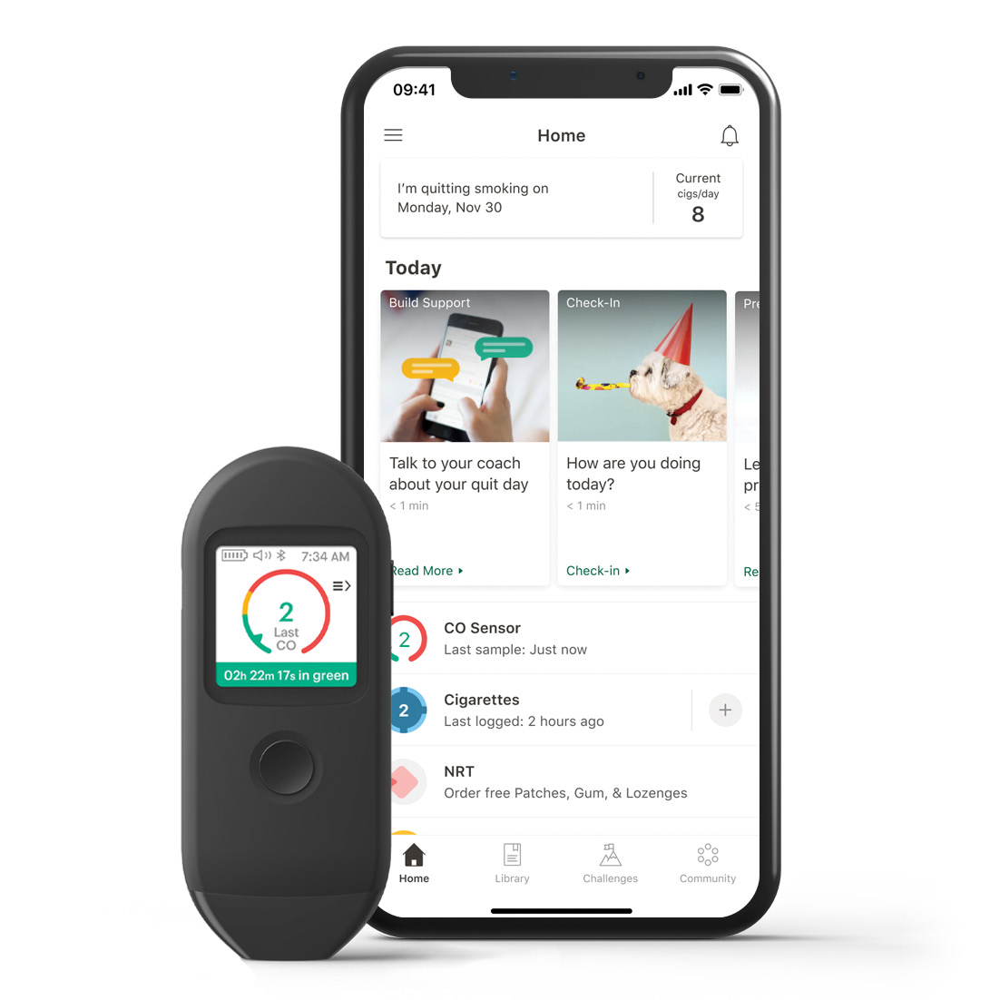 09:41
Home
I'm quitting smoking on
Monday, Nov 30
Current
cigs/day
8
Today
Build Support
Talk to your coach
about your quit day
< 1 min
Read More
Check-In
How are you doing
today?
< 1 min
Check-in
Pre
Le
pr
< 5
Re
7:34 AM
2
Last
CO
02h 22m 17s in green
2
CO Sensor
Last sample: Just now
2
Cigarettes
Last logged: 2 hours ago
+
NRT
Order free Patches, Gum, & Lozenges
Home
Library
Challenges
Community